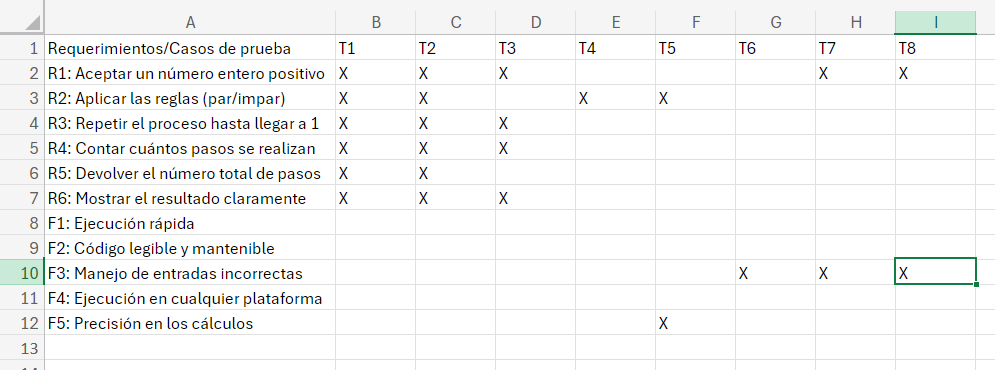 A B C D E F G H I
1 Requerimientos/Casos de prueba T1 T2 T3 T4 T5 T6 T7 T8
2 R1: Aceptar un número entero positivo X X X X X
3 R2: Aplicar las reglas (par/impar) X X X X
4 R3: Repetir el proceso hasta llegar a 1 X X X
5 R4: Contar cuántos pasos se realizan X X X
6 R5: Devolver el número total de pasos X X
7 R6: Mostrar el resultado claramente X X X
8 F1: Ejecución rápida
9 F2: Código legible y mantenible
10 F3: Manejo de entradas incorrectas X X X
11 F4: Ejecución en cualquier plataforma
12 F5: Precisión en los cálculos X
13